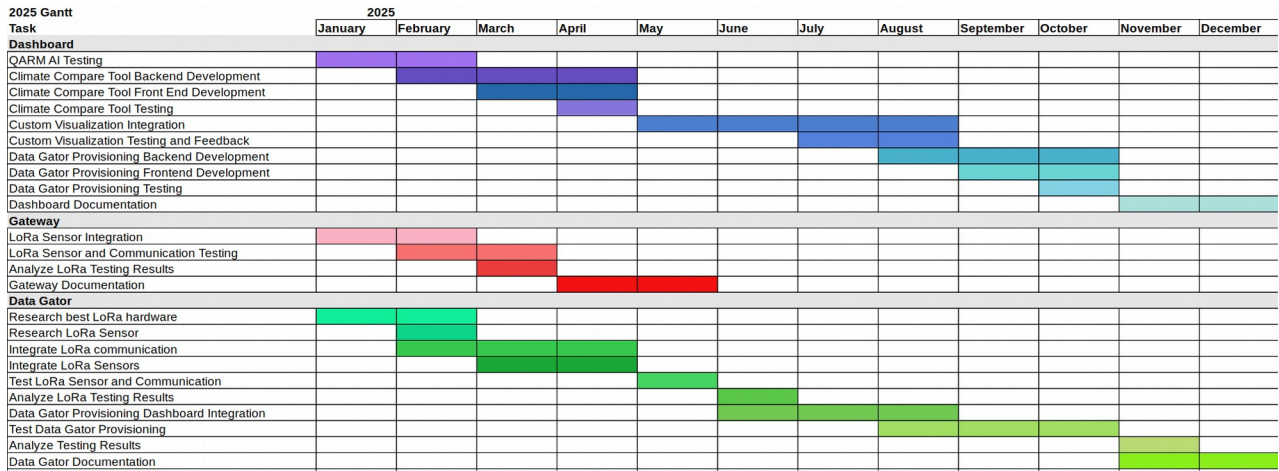 2025 Gantt 2025
Task January February March April May June July August September October November December
Dashboard
QARM AI Testing
Climate Compare Tool Backend Development
Climate Compare Tool Front End Development
Climate Compare Tool Testing
Custom Visualization Integration
Custom Visualization Testing and Feedback
Data Gator Provisioning Backend Development
Data Gator Provisioning Frontend Development
Data Gator Provisioning Testing
Dashboard Documentation
Gateway
LoRa Sensor Integration
LoRa Sensor and Communication Testing
Analyze LoRa Testing Results
Gateway Documentation
Data Gator
Research best LoRa hardware
Research LoRa Sensor
Integrate LoRa communication
Integrate LoRa Sensors
Test LoRa Sensor and Communication
Analyze LoRa Testing Results
Data Gator Provisioning Dashboard Integration
Test Data Gator Provisioning
Analyze Testing Results
Data Gator Documentation